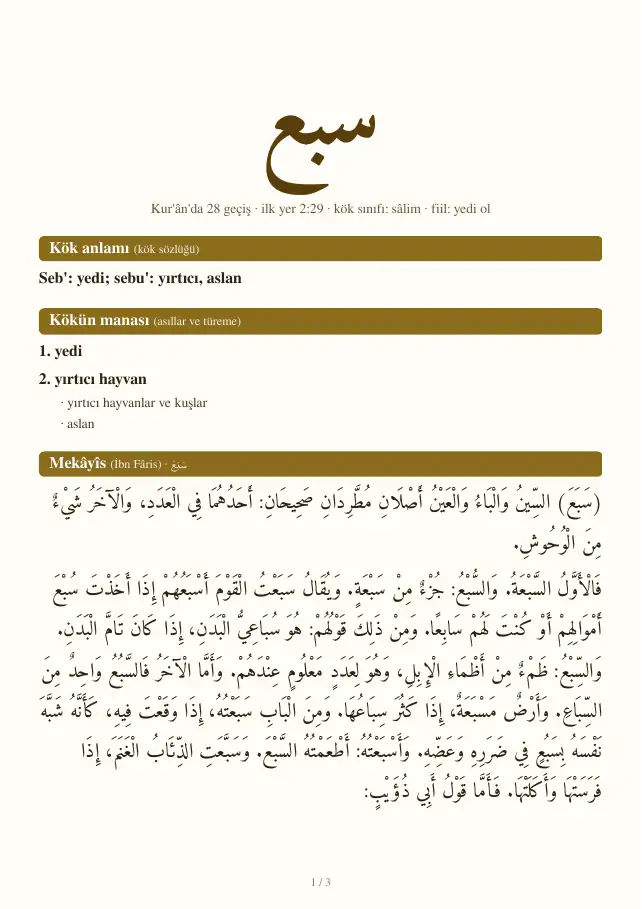 سبع
Kur'ân'da 28 geçiş · ilk yer 2:29 · kök sınıfı: sâlim · fiil: yedi ol
Kök anlamı (kök sözlüğü)
Seb': yedi; sebu': yırtıcı, aslan
Kökün manası (asıllar ve türeme)
1. yedi
2. yırtıcı hayvan
· yırtıcı hayvanlar ve kuşlar
· aslan
Mekâyîs (İbn Fâris) · سَبَعَ
(سَبَعَ) السِّينُ وَالْبَاءُ وَالْعَيْنُ أَصْلَانِ مُطَّرِدَانِ صَحِيحَانِ: أَحَدُهُمَا فِي الْعَدَدِ، وَالْآخَرُ شَيْءٌ
مِنَ الْوُحُوشِ.
فَالْأَوَّلُ السَّبْعَةُ. وَالسُّبْعُ: جُزْءٌ مِنْ سَبْعَةٍ. وَيُقَالُ سَبَعْتُ الْقَوْمَ أَسْبَعُهُمْ إِذَا أَخَذْتَ سُبْعَ
أَمْوَالِهِمْ أَوْ كُنْتَ لَهُمْ سَابِعًا. وَمِنْ ذَلِكَ قَوْلُهُمْ: هُوَ سُبَاعِيُّ الْبَدَنِ، إِذَا كَانَ تَامَّ الْبَدَنِ.
وَالسِّبْعُ: ظَمْءٌ مِنْ أَظْمَاءِ الْإِبِلِ، وَهُوَ لِعَدَدٍ مَعْلُومٍ عِنْدَهُمْ. وَأَمَّا الْآخَرُ فَالسَّبُعُ وَاحِدٌ مِنَ
السِّبَاعِ. وَأَرْضٌ مَسْبَعَةٌ، إِذَا كَثُرَ سِبَاعُهَا. وَمِنَ الْبَابِ سَبَعْتُهُ، إِذَا وَقَعْتَ فِيهِ، كَأَنَّهُ شَبَّهَ
نَفْسَهُ بِسَبُعٍ فِي ضَرَرِهِ وَعَضِّهِ. وَأَسْبَعْتُهُ: أَطْعَمْتُهُ السَّبُعَ. وَسَبَّعَتِ الذِّئَابُ الْغَنَمَ، إِذَا
فَرَسَتْهَا وَأَكَلَتْهَا. فَأَمَّا قَوْلُ أَبِي ذُؤَيْبٍ:
1 / 3